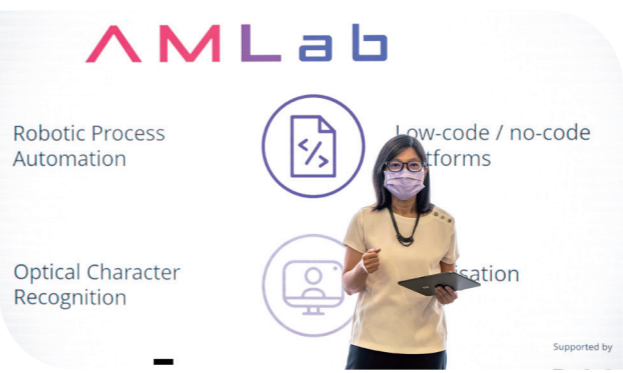 AMLab
Robotic Process
Automation
</>
Low-code / no-code
Optical Character
Recognition
Supported by